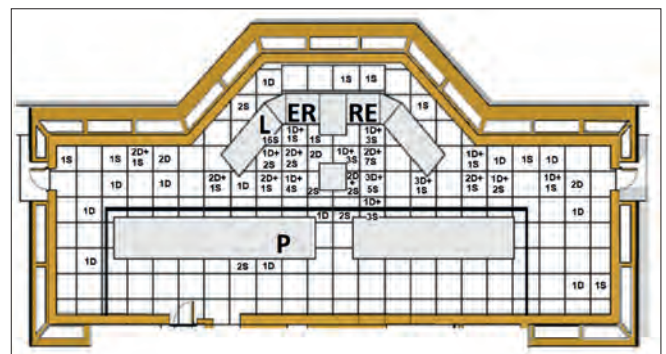 1D 1S 1S
2S 1S
L ER RE
16S 1D+ 1S 1S 1D+ 3S
1S 1S 2D+ 1S 2D 1D+ 2S 2D+ 2S 2D 1D+ 3S 2D+ 7S 1D+ 1S 1D 1S 1D
1D 1D 2D+ 1S 1D 2D+ 1S 1D+ 4S 2S 2D + 2S 3D+ 5S 3D+ 1S 2D+ 1S 1D+ 2S 1D+ 1S 2D
1D 1D 2S 1D+ 3S 1D
P
1D 2S 1D
1D 1S